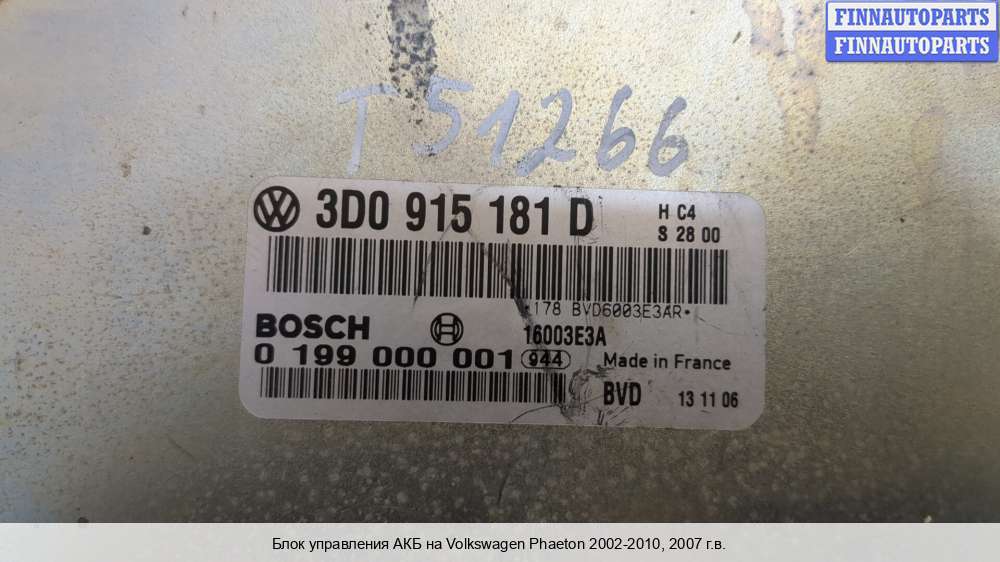 FINNAUTOPARTS
FINNAUTOPARTS
T 51266
3D0 915 181 D
H C4
S 28 00
*178 BVD6003E3AR*
BOSCH
16003E3A
0 199 000 001 944 Made in France
BVD 13 11 06
Блок управления АКБ на Volkswagen Phaeton 2002-2010, 2007 г.в.